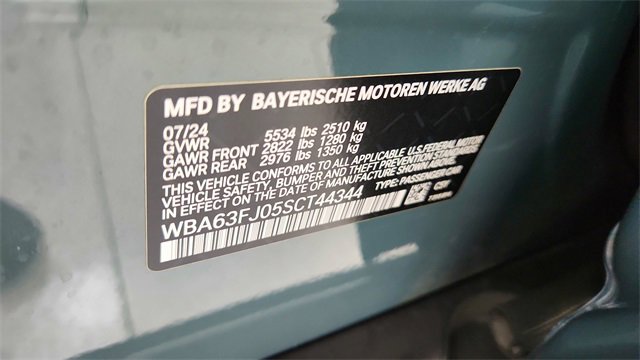 MFD BY BAYERISCHE MOTOREN WERKE AG
07/24
GVWR 5534 lbs 2510 kg
GAWR FRONT 2822 lbs 1280 kg
GAWR REAR 2976 lbs 1350 kg
THIS VEHICLE CONFORMS TO ALL APPLICABLE U.S. FEDERAL MOTOR
VEHICLE SAFETY, BUMPER AND THEFT PREVENTION STANDARDS
IN EFFECT ON THE DATE OF MANUFACTURE SHOWN ABOVE.
WBA63FJ05SCT44344 TYPE: PASSENGER CAR